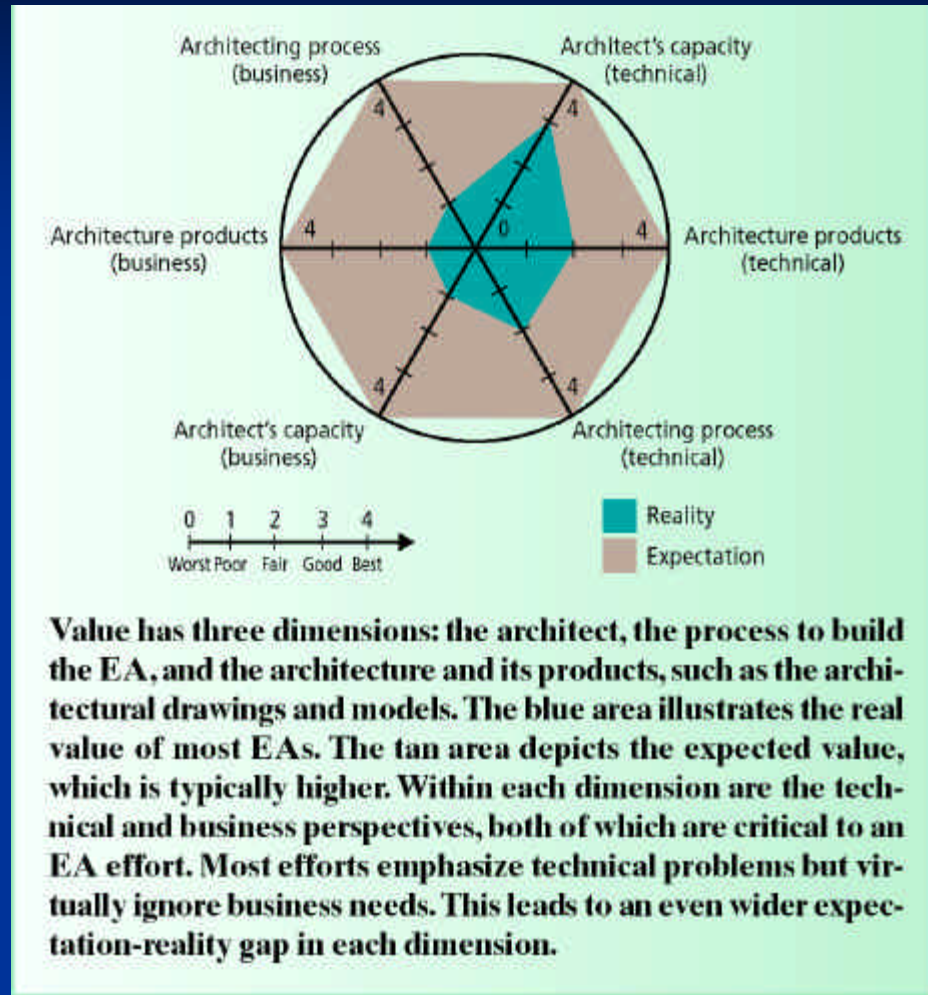 Architecting process
(business)
Architect's capacity
(technical)
4
4
Architecture products
(business)
4
0
4
Architecture products
(technical)
4
4
Architect's capacity
(business)
Architecting process
(technical)
0 1 2 3 4
Worst Poor Fair Good Best
Reality
Expectation
Value has three dimensions: the architect, the process to build
the EA, and the architecture and its products, such as the archi-
tectural drawings and models. The blue area illustrates the real
value of most EAs. The tan area depicts the expected value,
which is typically higher. Within each dimension are the tech-
nical and business perspectives, both of which are critical to an
EA effort. Most efforts emphasize technical problems but vir-
tually ignore business needs. This leads to an even wider expec-
tation-reality gap in each dimension.